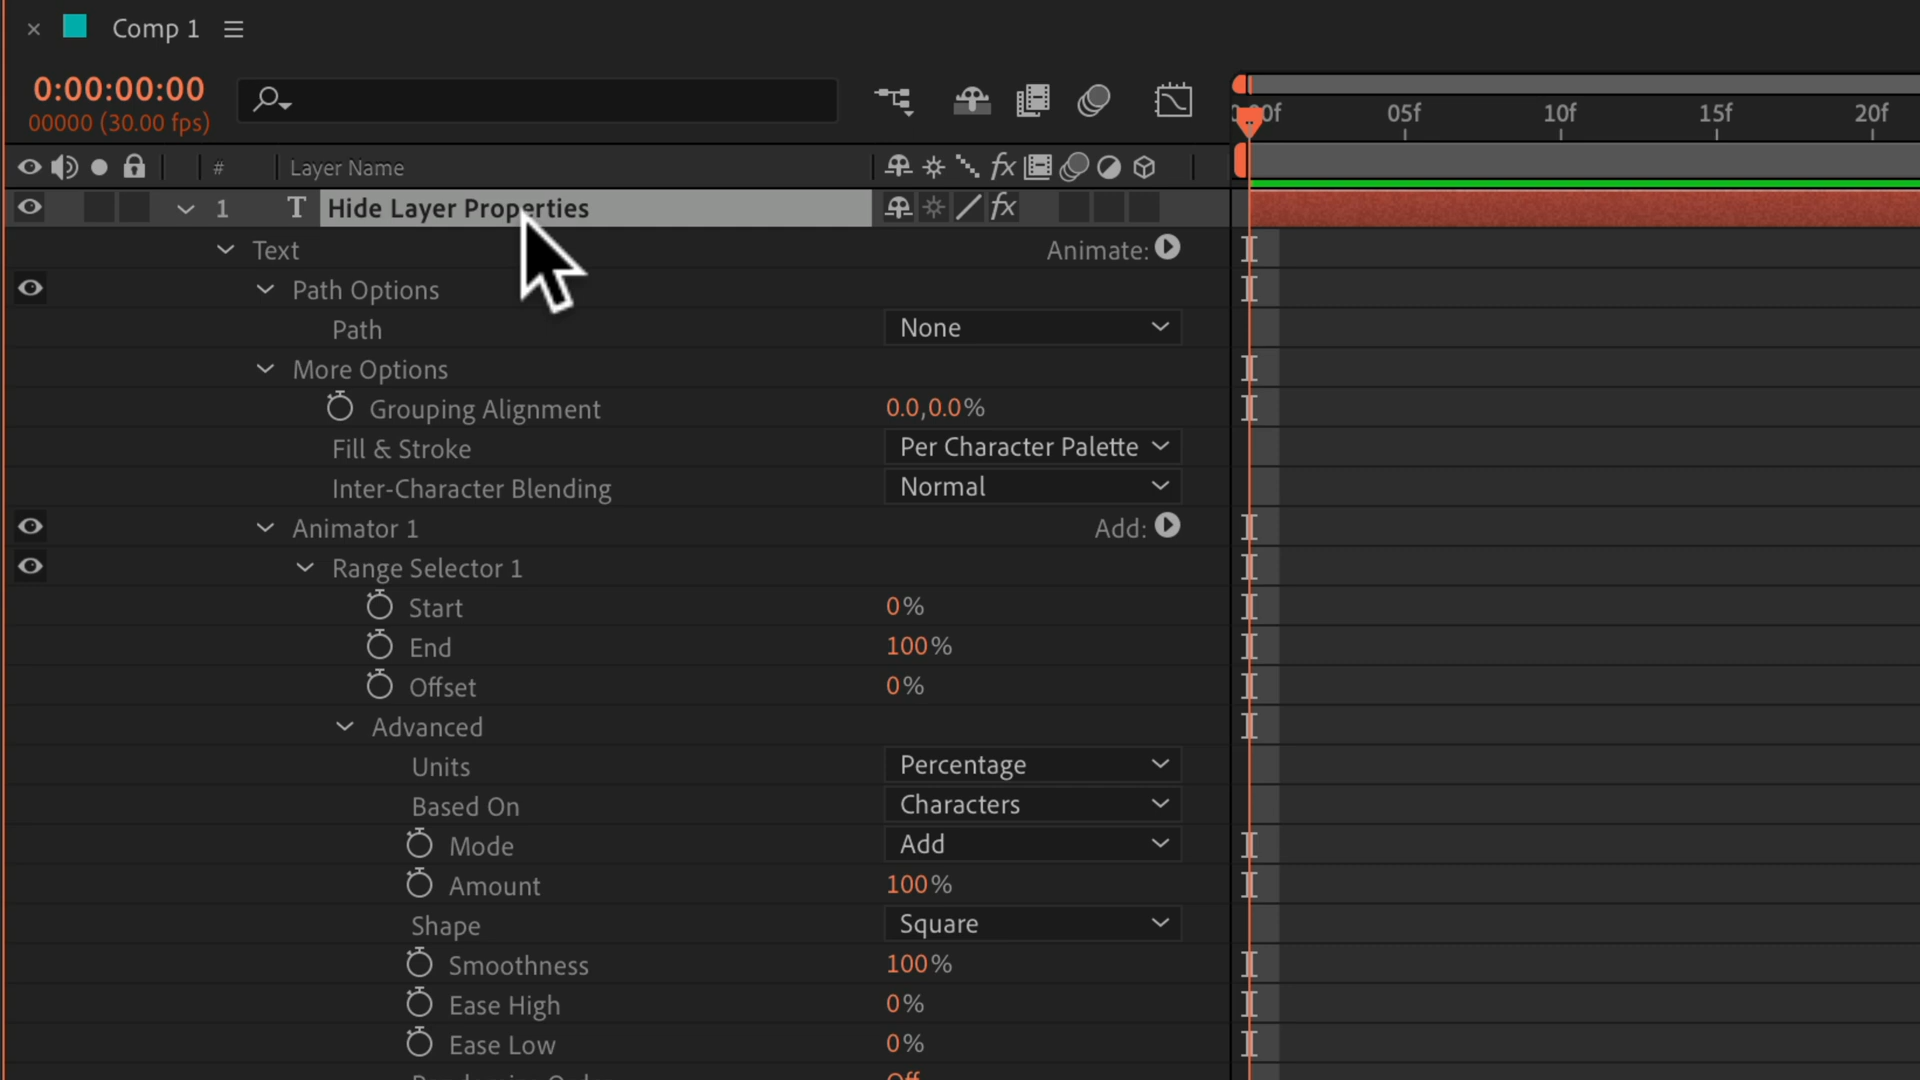 Comp 1
0:00:00:00
00000 (30.00 fps)
05f 10f 15f 20f
# Layer Name fx
1 T Hide Layer Properties fx
Text Animate:
Path Options
Path None
More Options
Grouping Alignment 0.0,0.0%
Fill & Stroke Per Character Palette
Inter-Character Blending Normal
Animator 1 Add:
Range Selector 1
Start 0%
End 100%
Offset 0%
Advanced
Units Percentage
Based On Characters
Mode Add
Amount 100%
Shape Square
Smoothness 100%
Ease High 0%
Ease Low 0%